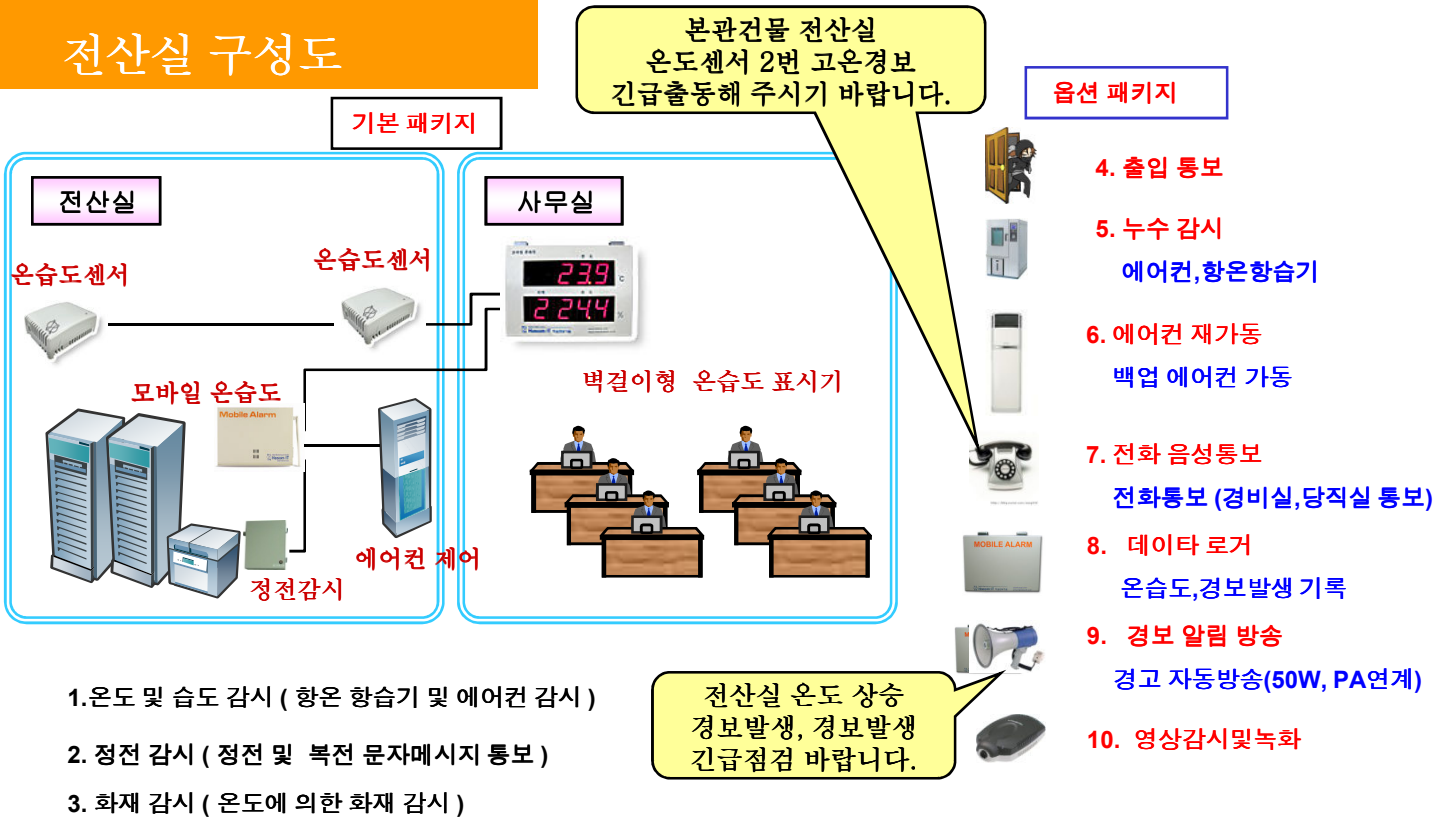 전산실 구성도
본관건물 전산실
온도센서 2번 고온경보
긴급출동해 주시기 바랍니다.
기본 패키지
옵션 패키지
전산실
사무실
온습도센서
온습도센서
23.9
℃
2 24.4
%
벽걸이형 온습도 표시기
모바일 온습도
Mobile Alarm
에어컨 제어
정전감시
4. 출입 통보
5. 누수 감시
에어컨,항온항습기
6. 에어컨 재가동
백업 에어컨 가동
7. 전화 음성통보
전화통보 (경비실,당직실 통보)
MOBILE ALARM
8. 데이타 로거
온습도,경보발생 기록
9. 경보 알림 방송
경고 자동방송(50W, PA연계)
10. 영상감시및녹화
전산실 온도 상승
경보발생, 경보발생
긴급점검 바랍니다.
1.온도 및 습도 감시 ( 항온 항습기 및 에어컨 감시 )
2. 정전 감시 ( 정전 및 복전 문자메시지 통보 )
3. 화재 감시 ( 온도에 의한 화재 감시 )